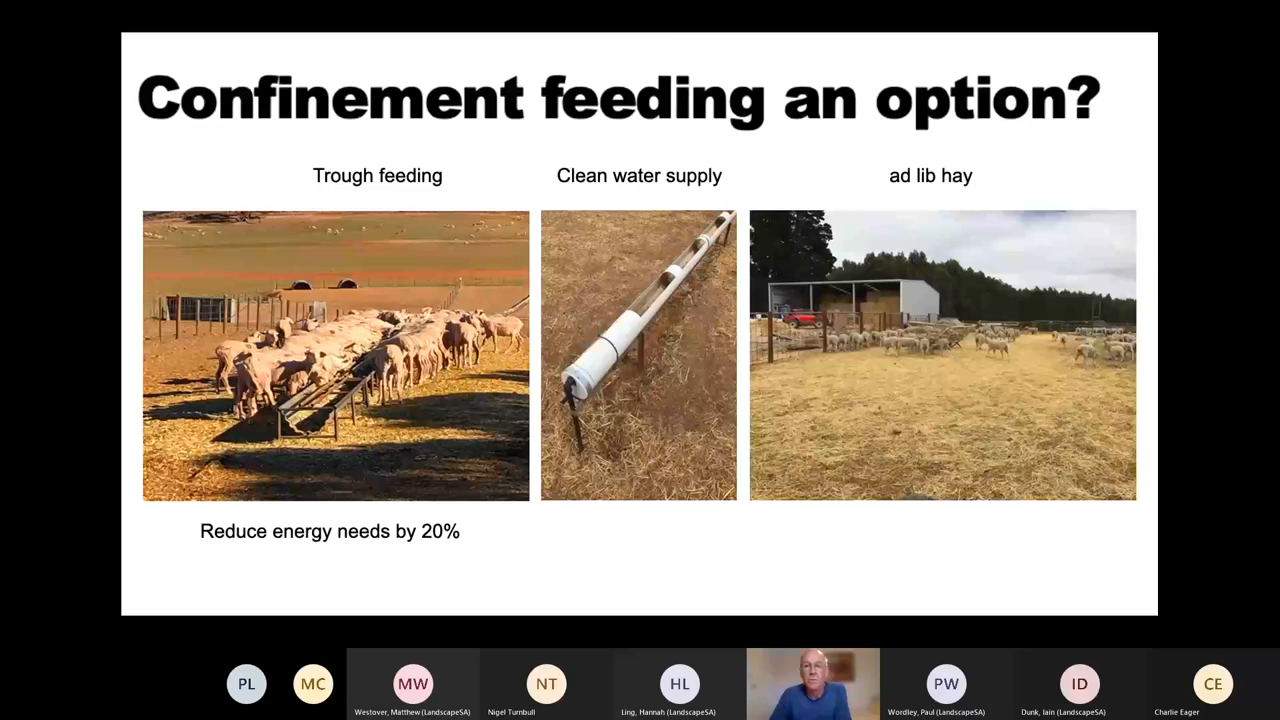 Confinement feeding an option?
Trough feeding
Clean water supply
ad lib hay
Reduce energy needs by 20%
PL
MC
MW
NT
HL
PW
ID
CE
Westover, Matthew (LandscapeSA)
Nigel Turnbull
Ling, Hannah (LandscapeSA)
Wordley, Paul (LandscapeSA)
Dunk, Iain (LandscapeSA)
Charlie Eager